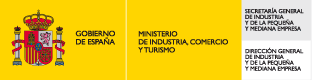 GOBIERNO
DE ESPAÑA
MINISTERIO
DE INDUSTRIA, COMERCIO
Y TURISMO
SECRETARÍA GENERAL
DE INDUSTRIA
Y DE LA PEQUEÑA
Y MEDIANA EMPRESA
DIRECCIÓN GENERAL
DE INDUSTRIA
Y DE LA PEQUEÑA
Y MEDIANA EMPRESA